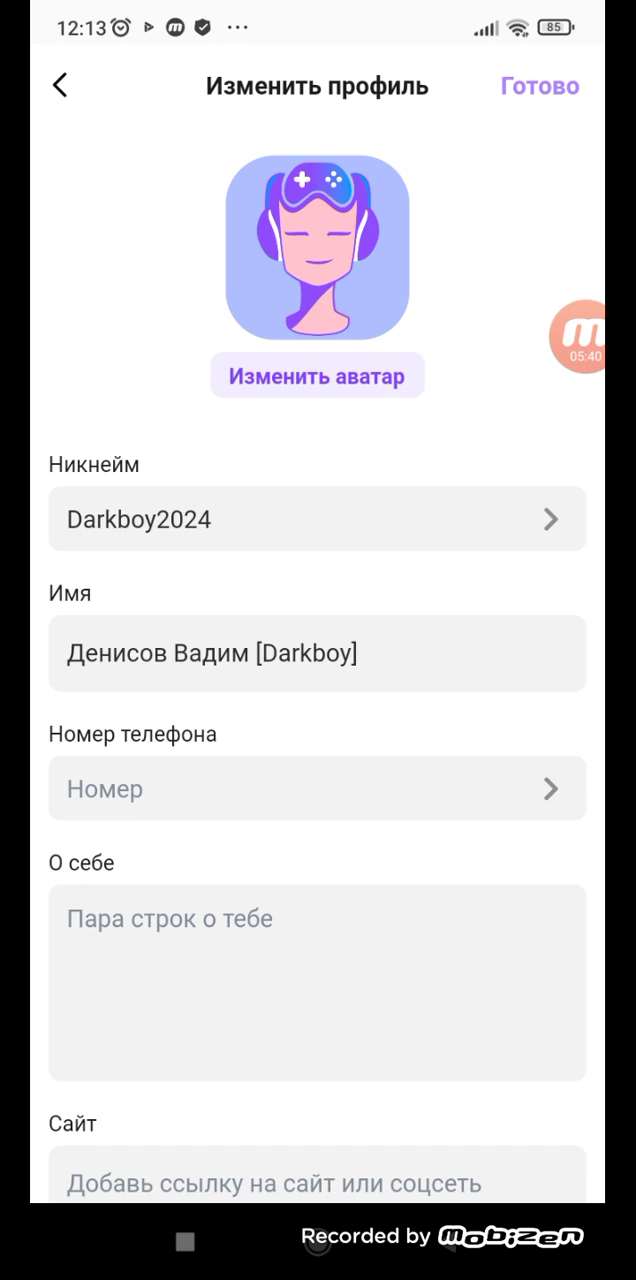 12:13
85
Изменить профиль
Готово
05:40
Изменить аватар
Никнейм
Darkboy2024
Имя
Денисов Вадим [Darkboy]
Номер телефона
Номер
О себе
Пара строк о тебе
Сайт
Добавь ссылку на сайт или соцсеть
Recorded by mobizen